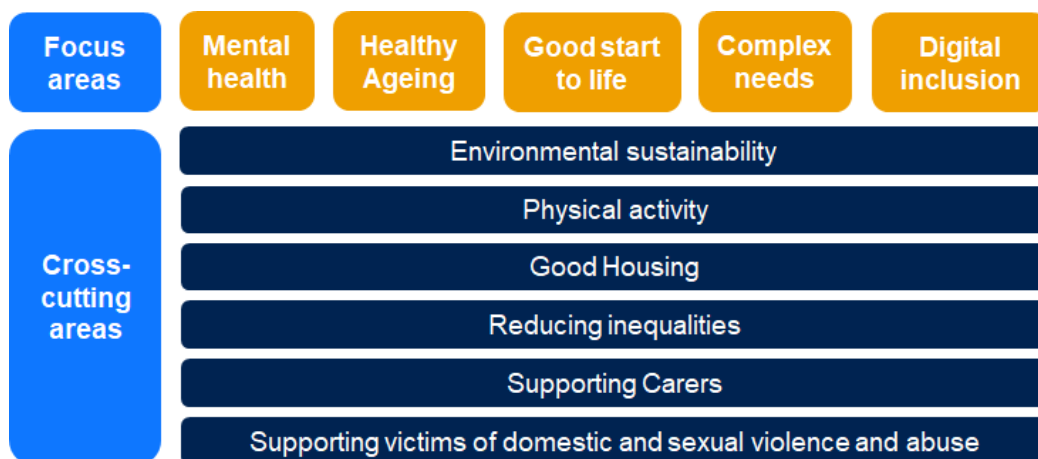 Focus
areas
Mental
health
Healthy
Ageing
Good start
to life
Complex
needs
Digital
inclusion
Cross-
cutting
areas
Environmental sustainability
Physical activity
Good Housing
Reducing inequalities
Supporting Carers
Supporting victims of domestic and sexual violence and abuse